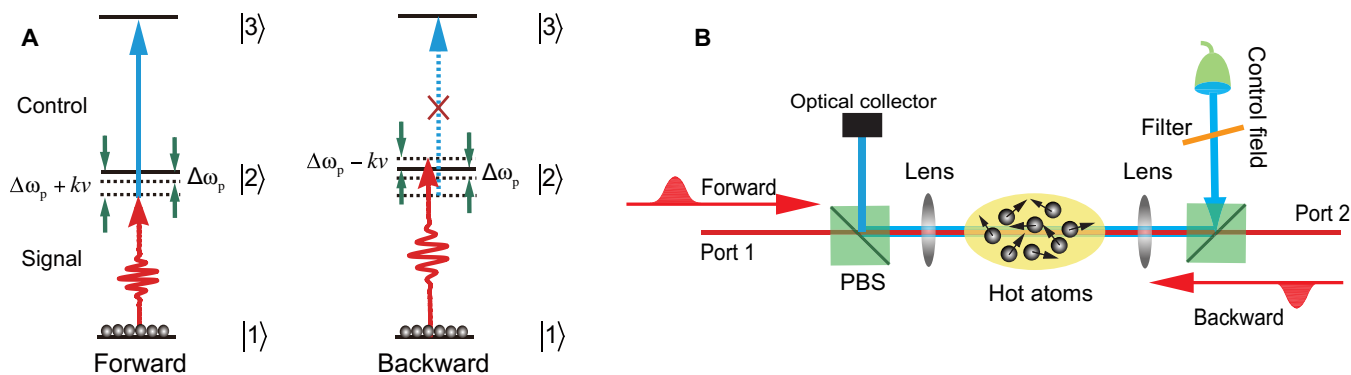 A
|3⟩
|3⟩
Control
Δω_p + kv
Δω_p
|2⟩
Δω_p − kv
Δω_p
|2⟩
Signal
|1⟩
|1⟩
Forward
Backward
B
Optical collector
Filter
Control field
Forward
Lens
Lens
Port 1
Port 2
PBS
Hot atoms
Backward